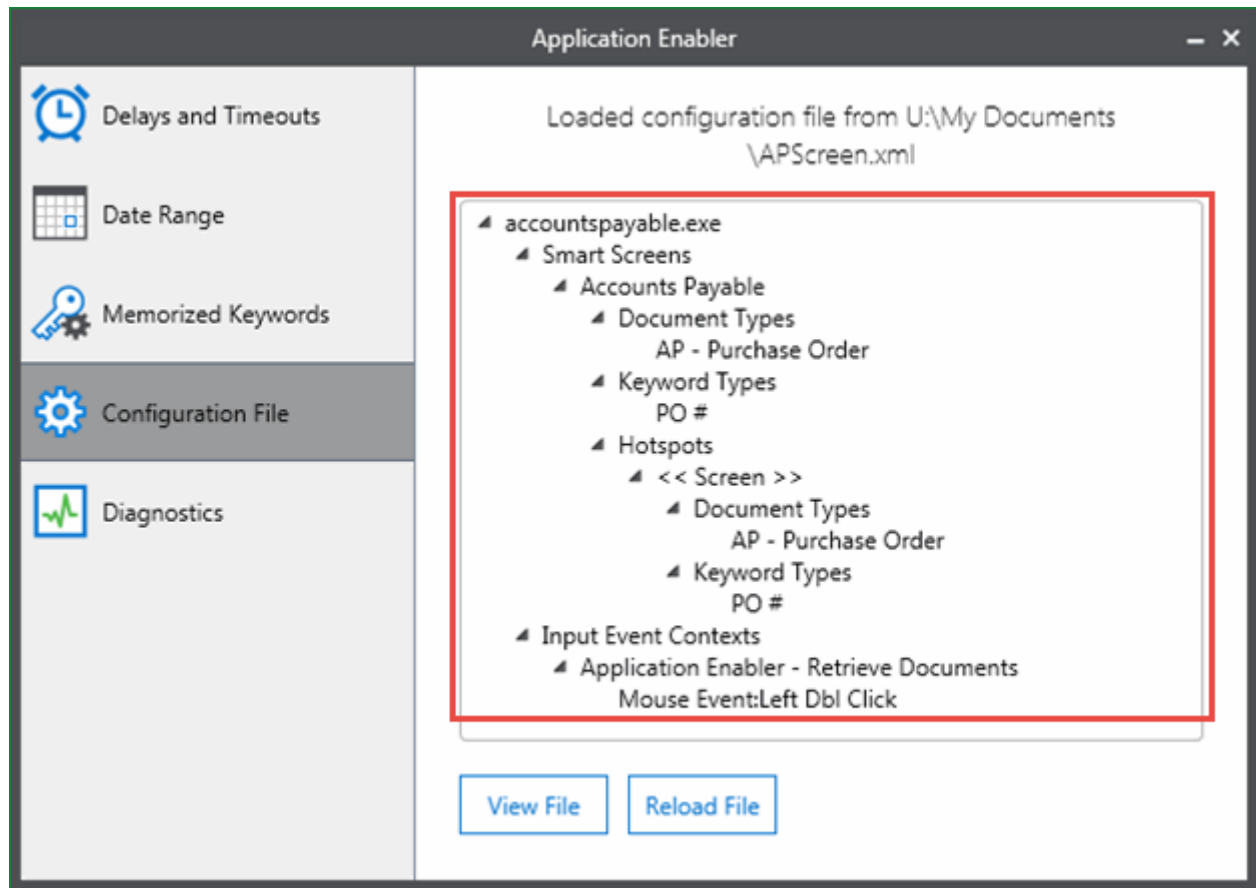 Application Enabler
Delays and Timeouts
Date Range
Memorized Keywords
Configuration File
Diagnostics
Loaded configuration file from U:\My Documents
\APScreen.xml
accountspayable.exe
Smart Screens
Accounts Payable
Document Types
AP - Purchase Order
Keyword Types
PO #
Hotspots
<< Screen >>
Document Types
AP - Purchase Order
Keyword Types
PO #
Input Event Contexts
Application Enabler - Retrieve Documents
Mouse Event:Left Dbl Click
View File
Reload File